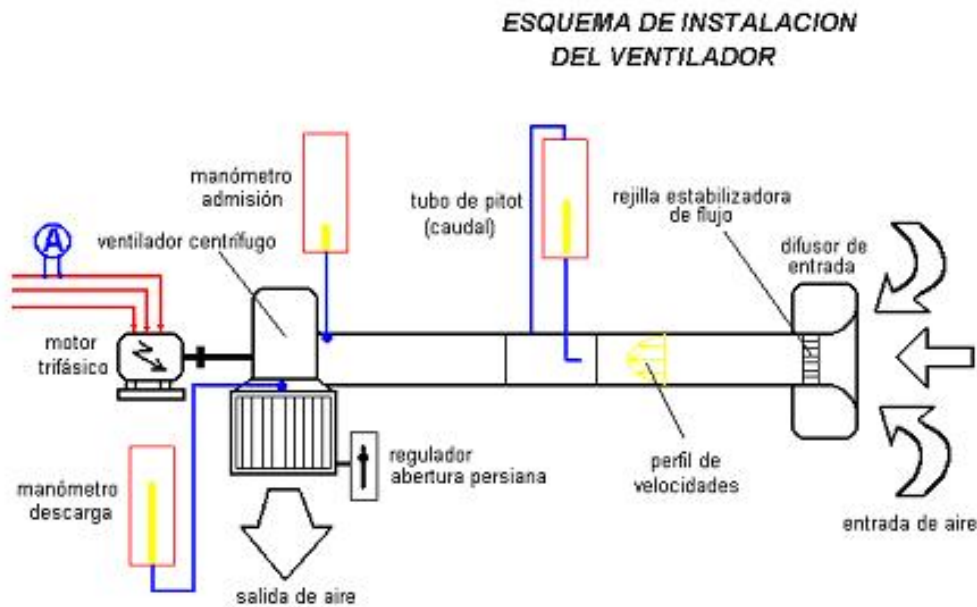 ESQUEMA DE INSTALACION
DEL VENTILADOR
manómetro
admisión
tubo de pitot
(caudal)
rejilla estabilizadora
de flujo
ventilador centrífugo
difusor de
entrada
A
motor
trifásico
regulador
abertura persiana
perfil de
velocidades
manómetro
descarga
entrada de aire
salida de aire